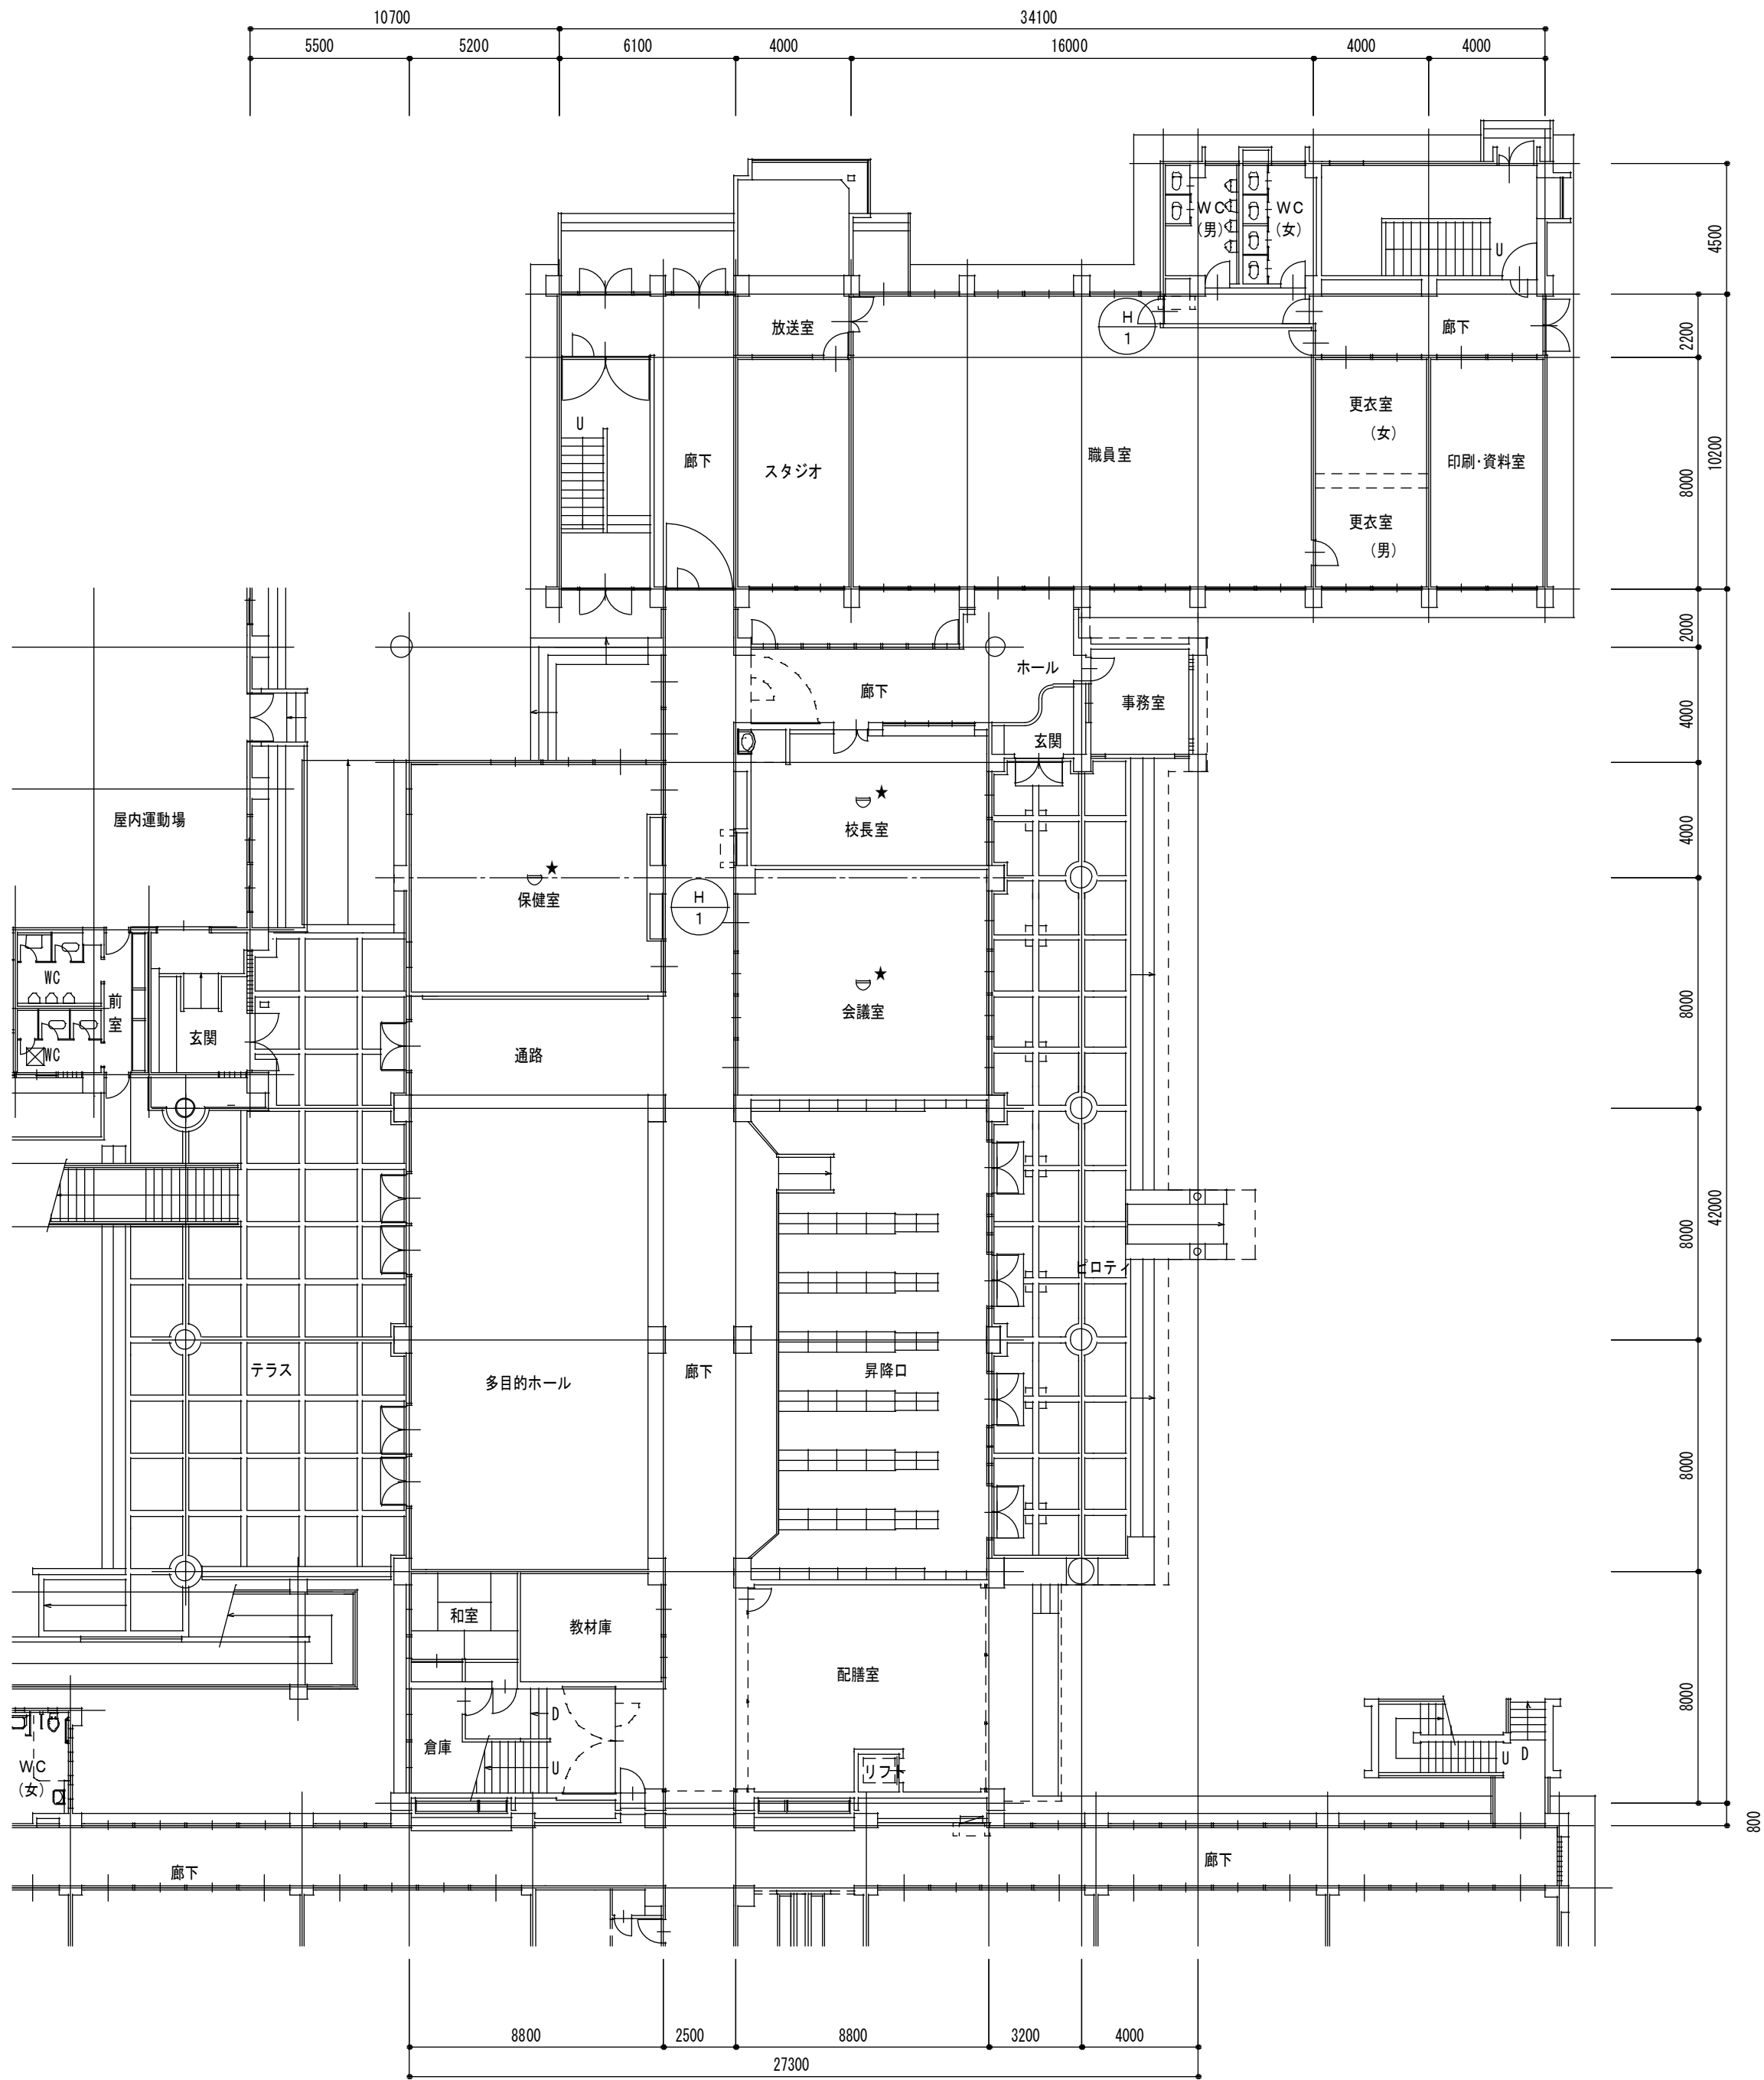 10700
34100
5500
5200
6100
4000
16000
4000
4000
WC
(男)
WC
(女)
U
4500
放送室
H
1
廊下
2200
U
廊下
スタジオ
職員室
更衣室
(女)
印刷・資料室
更衣室
(男)
8000
10200
2000
ホール
廊下
事務室
玄関
4000
屋内運動場
★
校長室
4000
★
保健室
H
1
WC
前
室
玄関
WC
★
会議室
通路
8000
42000
8000
ピロティ
テラス
多目的ホール
廊下
昇降口
8000
和室
教材庫
配膳室
8000
D
倉庫
U
リフト
WC
(女)
U
D
800
廊下
廊下
8800
2500
8800
3200
4000
27300